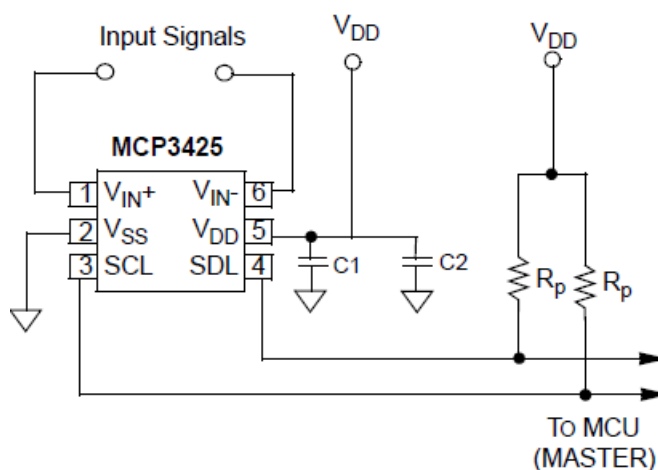 Input Signals
VDD
VDD
MCP3425
1 VIN+ VIN- 6
2 VSS VDD 5
3 SCL SDL 4
C1
C2
Rp
Rp
TO MCU
(MASTER)